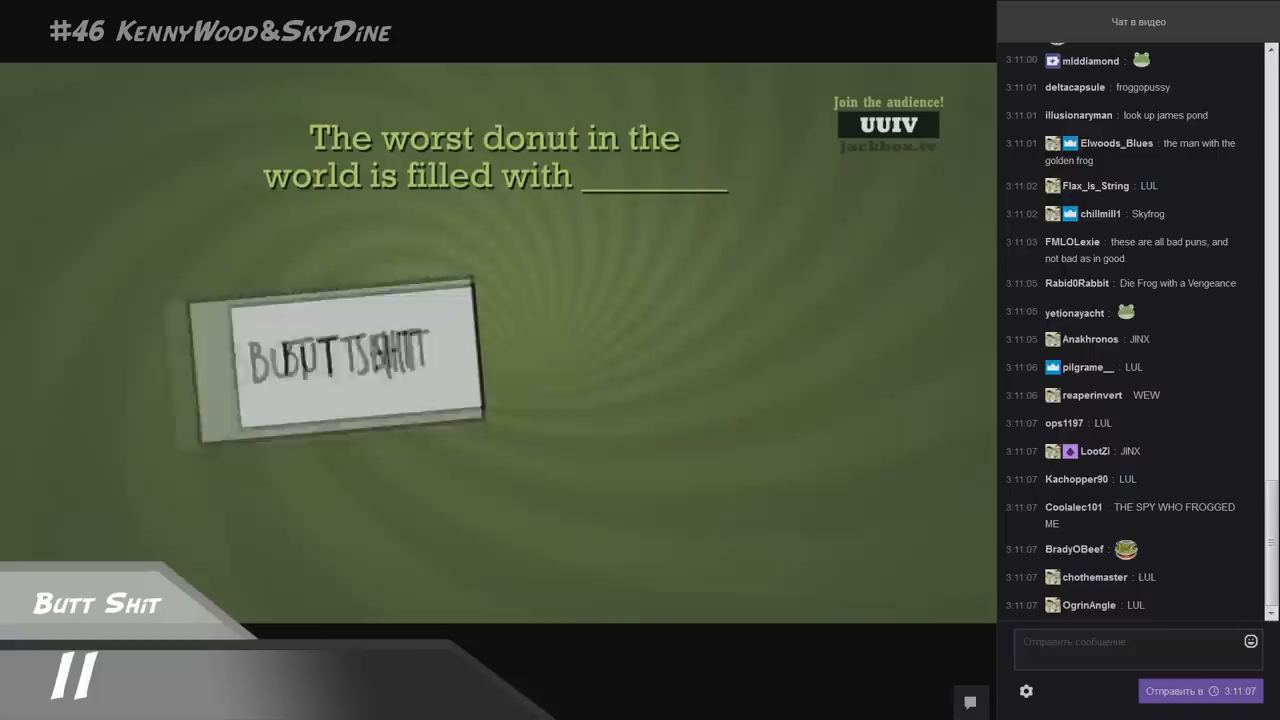 #46 KennyWood&SkyDine
Join the audience!
UUIV
jackbox.tv
The worst donut in the
world is filled with
Butt Shit
11
Чат в видео
3:11:00 mlddiamond :
3:11:01 deltacapsule : froggopussy
3:11:01 illusionaryman : look up james pond
3:11:01 Elwoods_Blues : the man with the
golden frog
3:11:02 Flax_Is_String : LUL
3:11:02 chillmill1 : Skyfrog
3:11:03 FMLOLexie : these are all bad puns, and
not bad as in good.
3:11:05 Rabid0Rabbit : Die Frog with a Vengeance
3:11:05 yetionayacht :
3:11:05 Anakhronos : JINX
3:11:06 pilgrame__ : LUL
3:11:06 reaperinvert WEW
3:11:07 ops1197 : LUL
3:11:07 LootZi : JINX
3:11:07 Kachopper90 : LUL
3:11:07 Coolalec101 THE SPY WHO FROGGED
ME
3:11:07 BradyOBeef :
3:11:07 chothemaster : LUL
3:11:07 OgrinAngle : LUL
Отправить сообщение
Отправить в 3:11:07